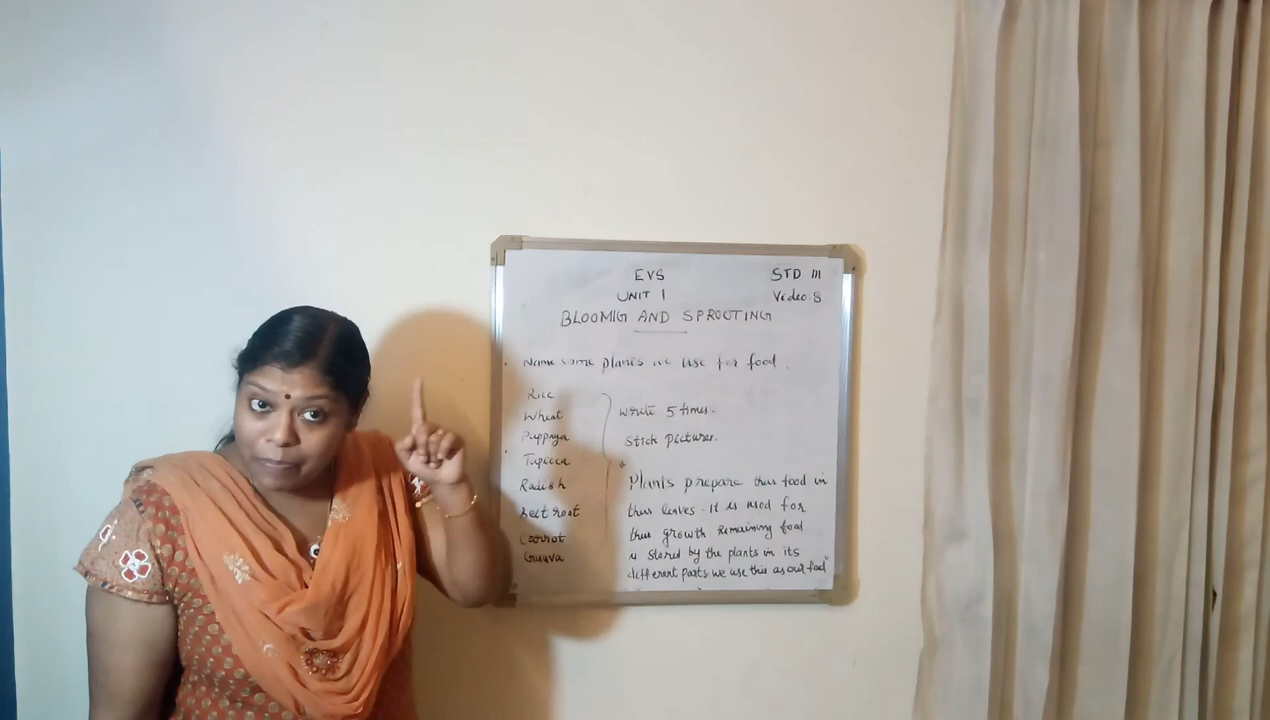 EVS
STD III
UNIT 1
Video: 8
BLOOMIG AND SPROUTING
Name some plants we use for food.
Rice
Wheat
Pappaya
Tapioca
Radish
Beet root
Carrot
Guava
Write 5 times.
Stick pictures.
"Plants prepare thus food in
thus leaves. It is used for
thus growth Remaining food
is stored by the plants in its
different parts. we use this as our food"